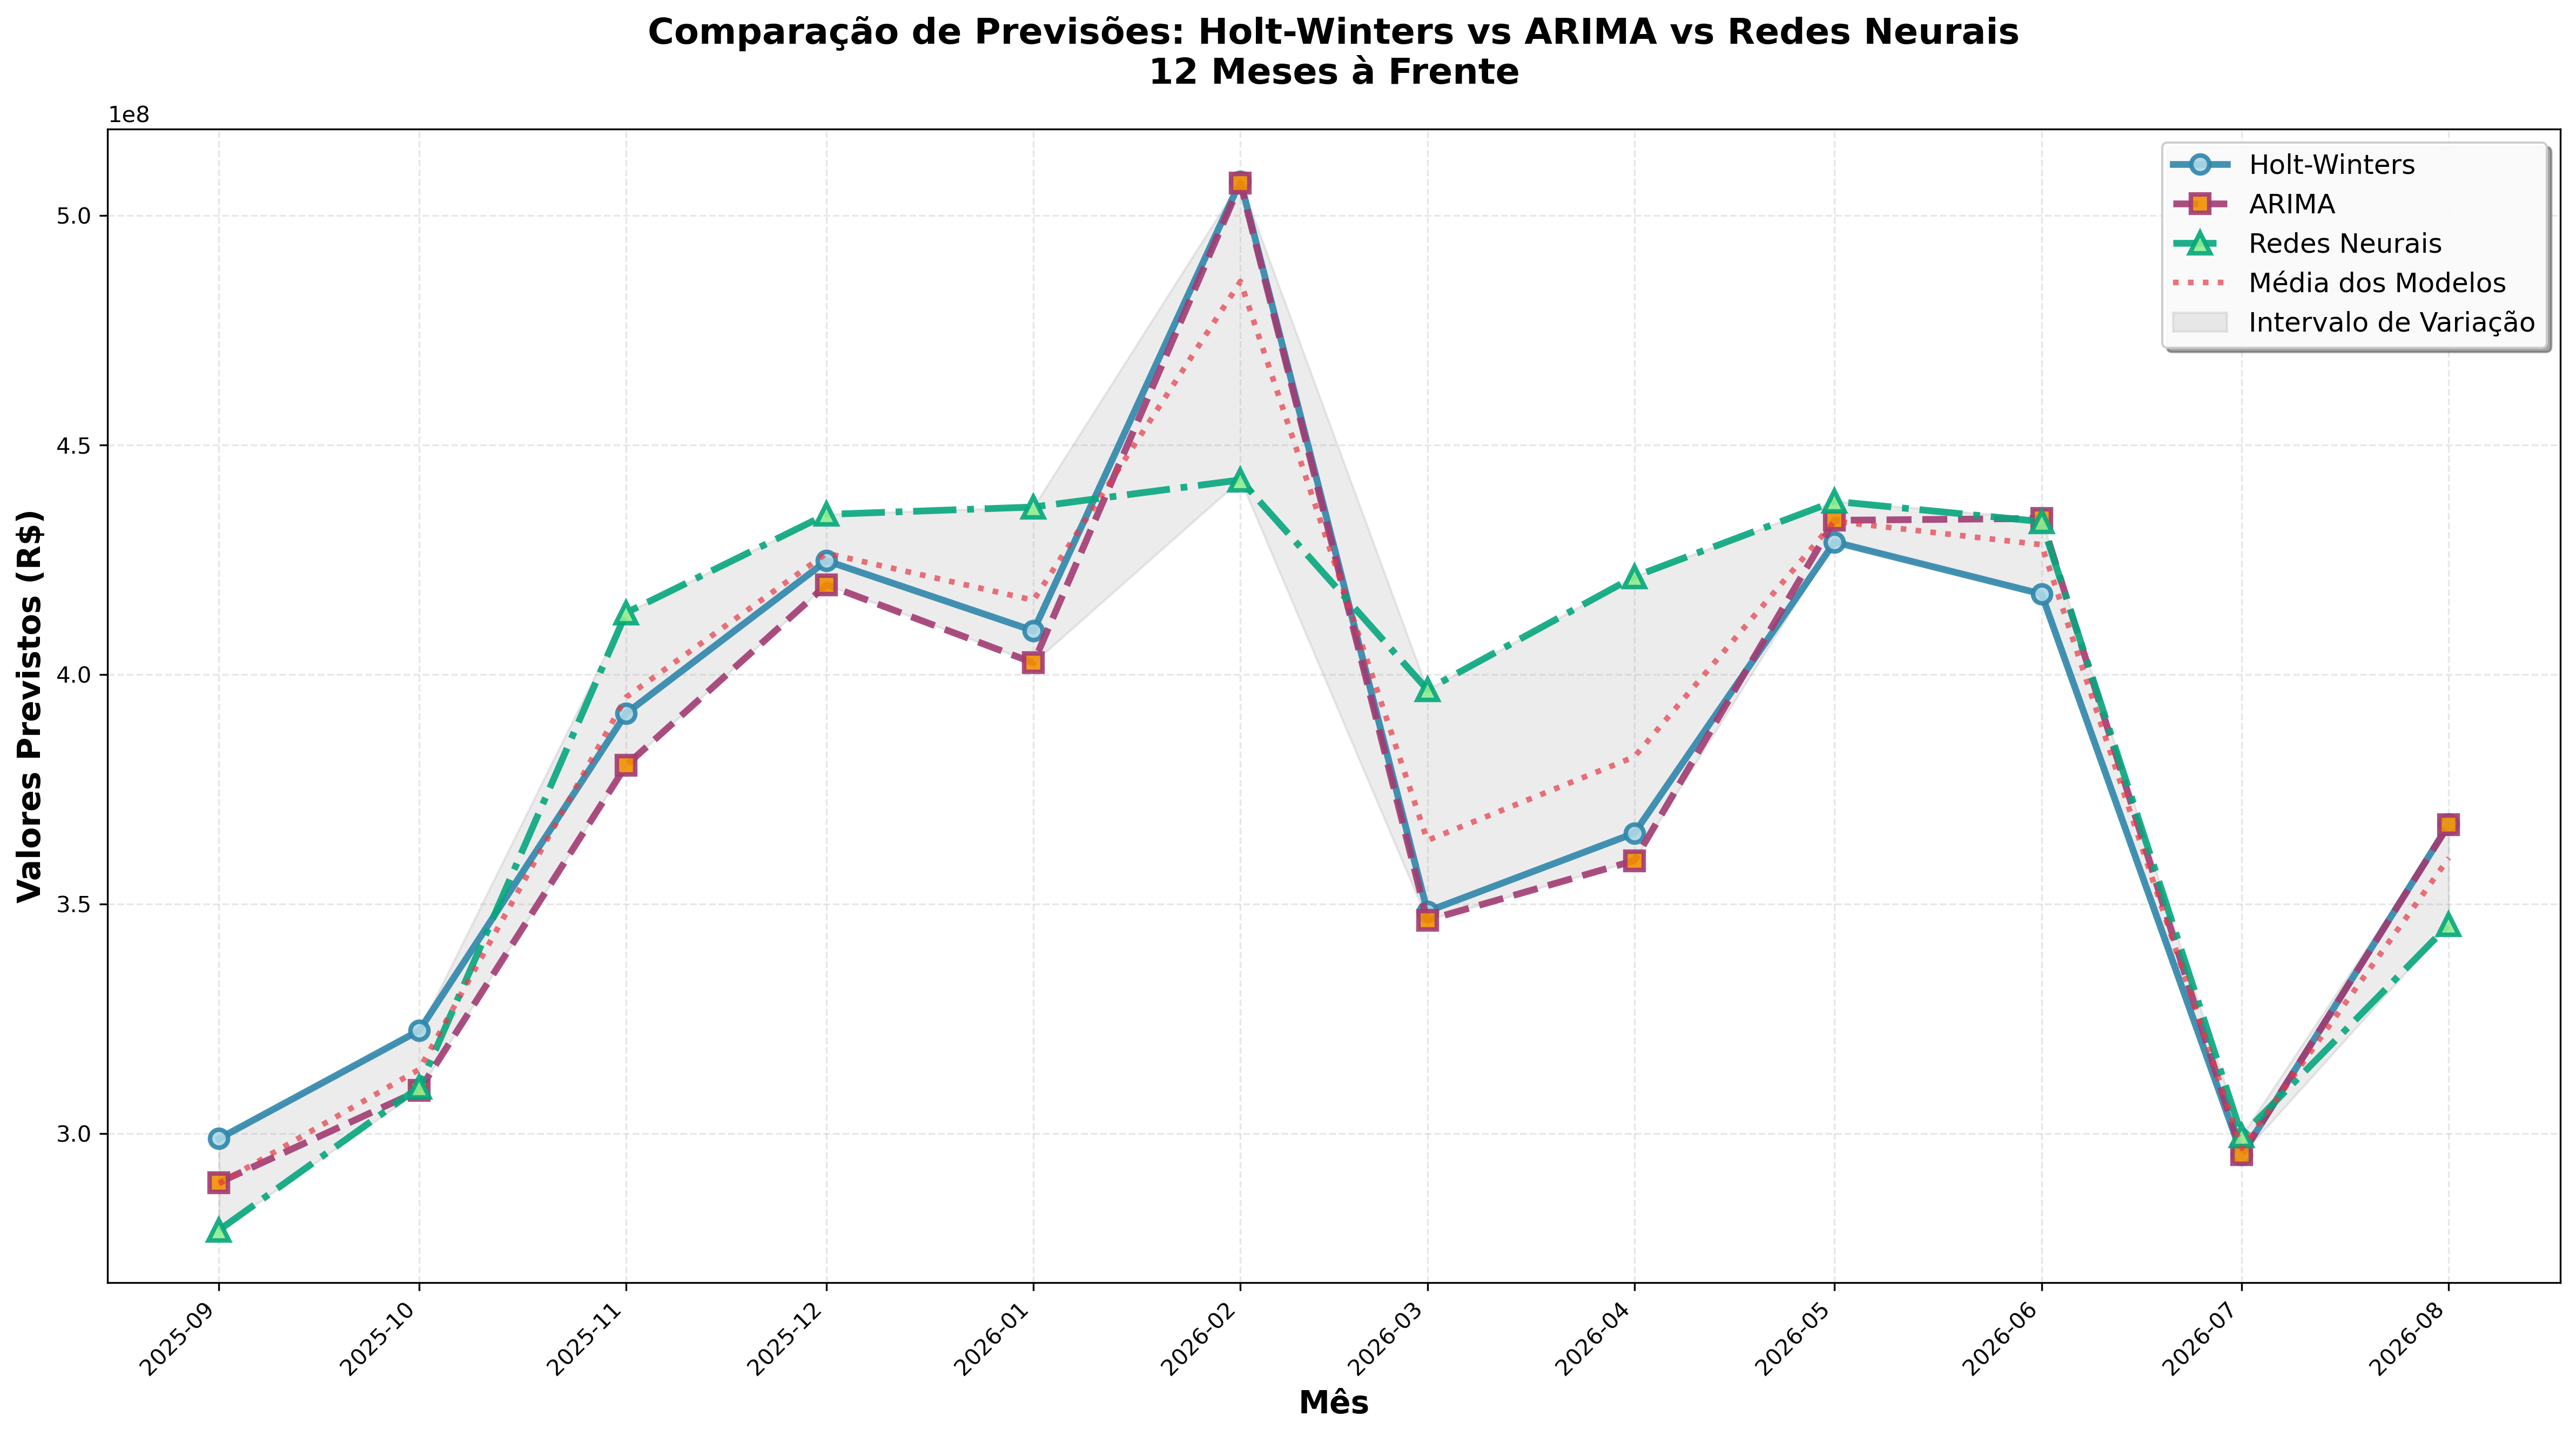 Comparação de Previsões: Holt-Winters vs ARIMA vs Redes Neurais
12 Meses à Frente
1e8
Holt-Winters
ARIMA
Redes Neurais
Média dos Modelos
Intervalo de Variação
5.0
4.5
4.0
3.5
3.0
Valores Previstos (R$)
2025-09
2025-10
2025-11
2025-12
2026-01
2026-02
2026-03
2026-04
2026-05
2026-06
2026-07
2026-08
Mês